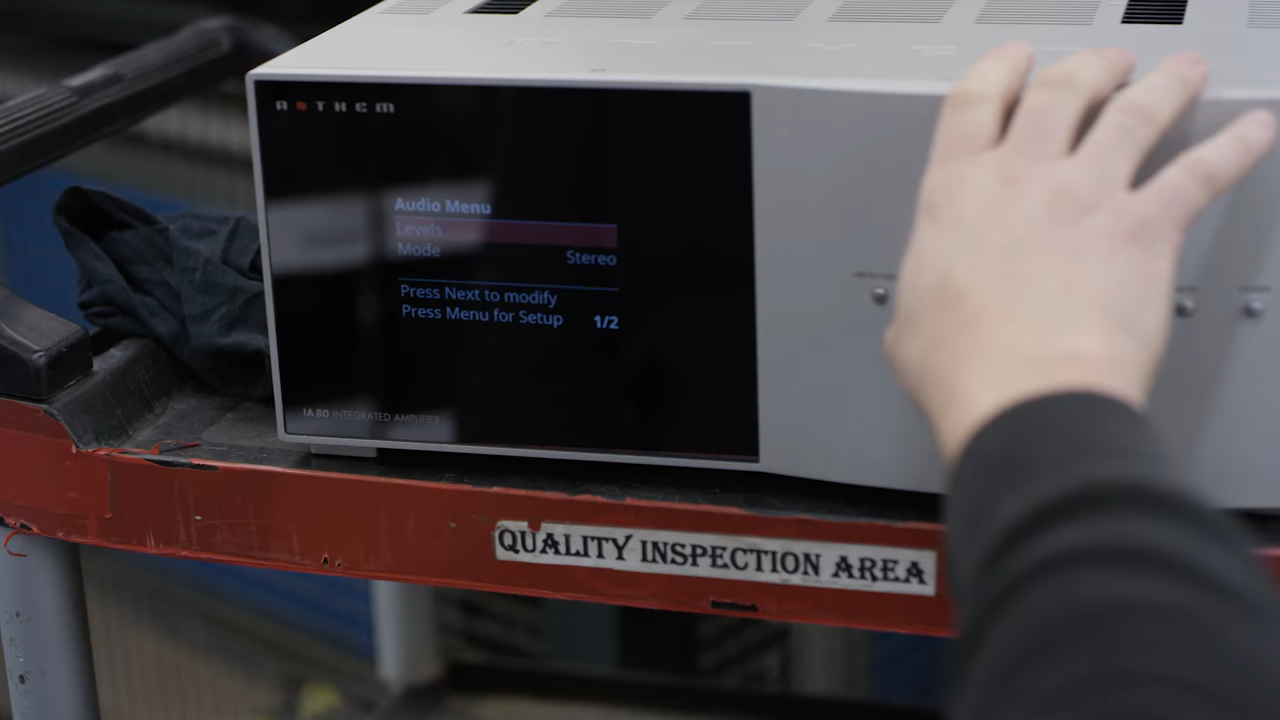 ANTHEM
Audio Menu
Levels
Mode Stereo
Press Next to modify
Press Menu for Setup 1/2
IA 80 INTEGRATED AMPLIFIER
QUALITY INSPECTION AREA